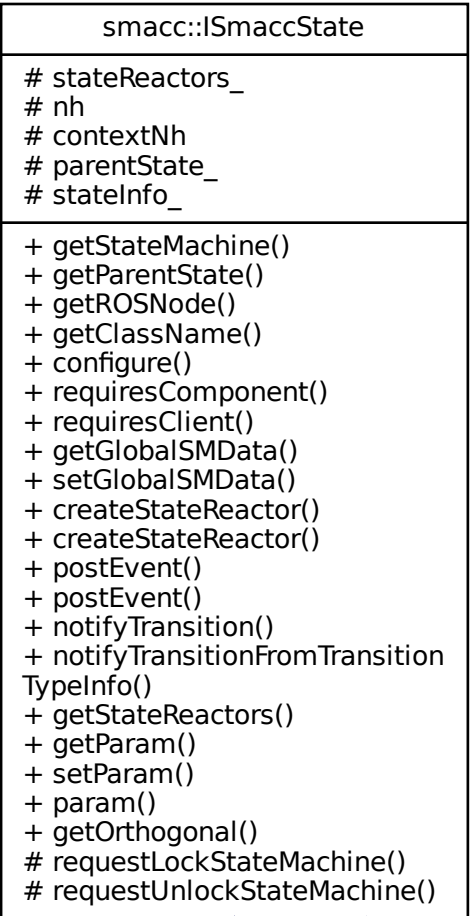 smacc::ISmaccState
# stateReactors_
# nh
# contextNh
# parentState_
# stateInfo_
+ getStateMachine()
+ getParentState()
+ getROSNode()
+ getClassName()
+ configure()
+ requiresComponent()
+ requiresClient()
+ getGlobalSMData()
+ setGlobalSMData()
+ createStateReactor()
+ createStateReactor()
+ postEvent()
+ postEvent()
+ notifyTransition()
+ notifyTransitionFromTransition
TypeInfo()
+ getStateReactors()
+ getParam()
+ setParam()
+ param()
+ getOrthogonal()
# requestLockStateMachine()
# requestUnlockStateMachine()